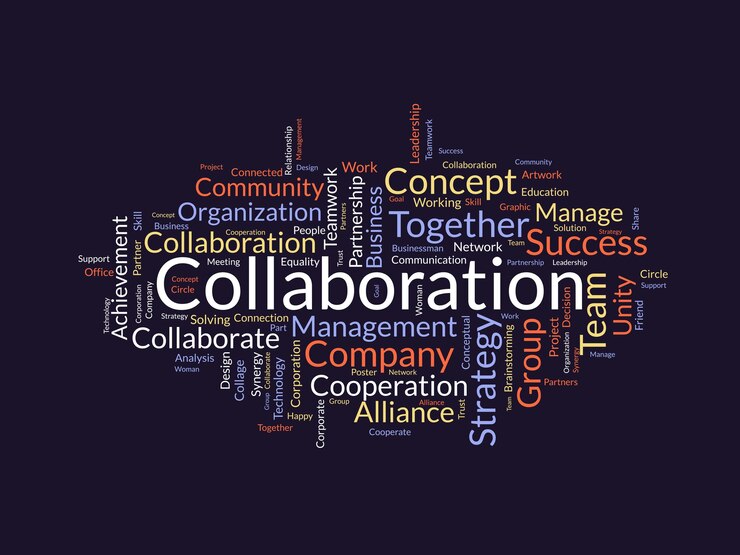 Leadership
Relationship
Management
Teamwork
Success
Project
Connected
Design
Work
Collaboration
Community
Community
Concept
Artwork
Education
Goal
Working
Skill
Graphic
Manage
Teamwork
Partnership
Partners
Business
Organization
Skill
Concept
Business
Cooperation
People
Together
Solution
Strategy
Share
Achievement
Partner
Collaboration
Trust
Businessman
Network
Team
Success
Support
Office
Meeting
Equality
Communication
Partnership
Leadership
Collaboration
Concept
Circle
Goal
Woman
Circle
Support
Technology
Corporation
Company
Strategy
Solving
Connection
Part
Management
Conceptual
Strategy
Work
Group
Project
Decision
Team
Unity
Friend
Collaborate
Analysis
Woman
Design
Collage
Synergy
Group
Collaborate
Technology
Corporation
Company
Brainstorming
Organization
Synergy
Manage
Poster
Network
Cooperation
Partners
Happy
Group
Alliance
Alliance
Trust
Team
Together
Corporate
Cooperate